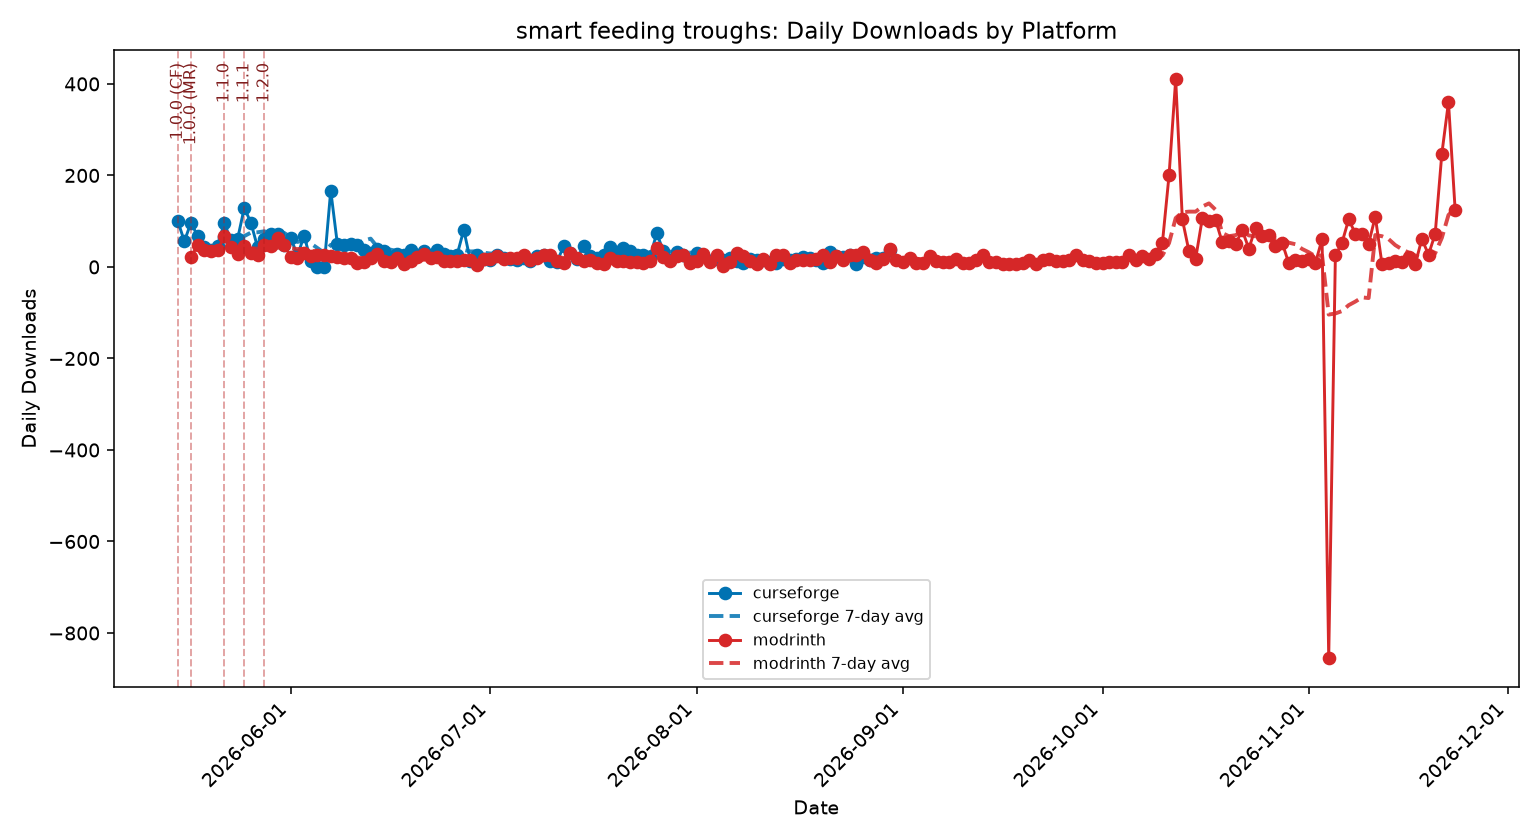 smart feeding troughs: Daily Downloads by Platform
1.0.0 (CF)
1.0.0 (MR)
1.1.0
1.1.1
1.2.0
400
200
0
−200
−400
−600
−800
Daily Downloads
curseforge
curseforge 7-day avg
modrinth
modrinth 7-day avg
2026-06-01
2026-07-01
2026-08-01
2026-09-01
2026-10-01
2026-11-01
2026-12-01
Date